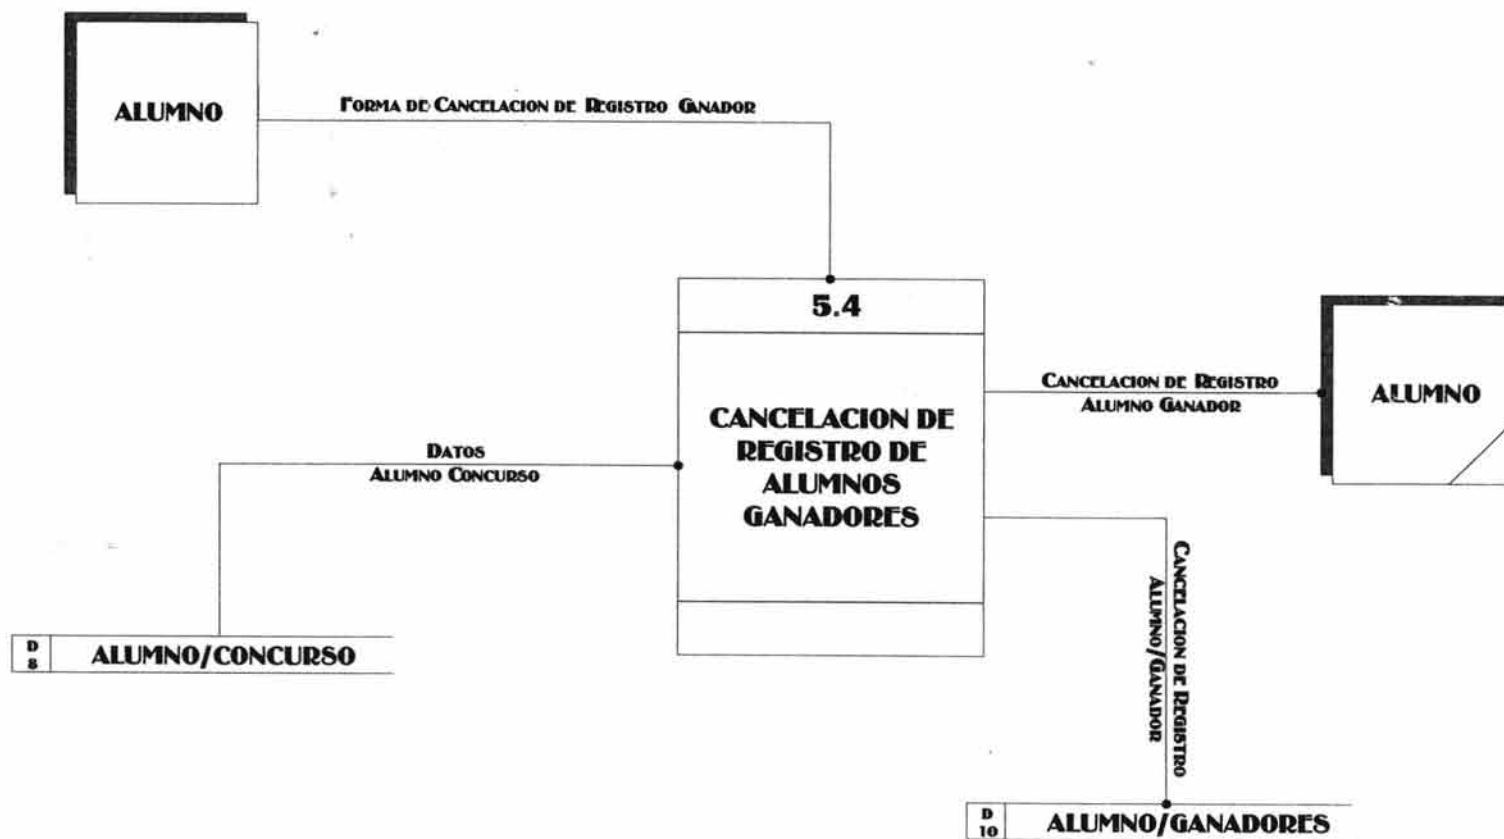 ALUMNO
FORMA DE CANCELACION DE REGISTRO GANADOR
5.4
CANCELACION DE
REGISTRO DE
ALUMNOS
GANADORES
CANCELACION DE REGISTRO
ALUMNO GANADOR
ALUMNO
DATOS
ALUMNO CONCURSO
D
8
ALUMNO/CONCURSO
CANCELACION DE REGISTRO
ALUMNO/GANADOR
D
10
ALUMNO/GANADORES